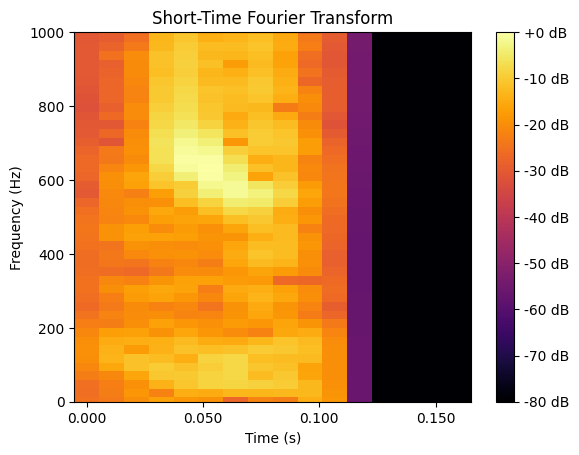 Short-Time Fourier Transform
1000
800
600
400
200
0
Frequency (Hz)
0.000
0.050
0.100
0.150
Time (s)
+0 dB
-10 dB
-20 dB
-30 dB
-40 dB
-50 dB
-60 dB
-70 dB
-80 dB